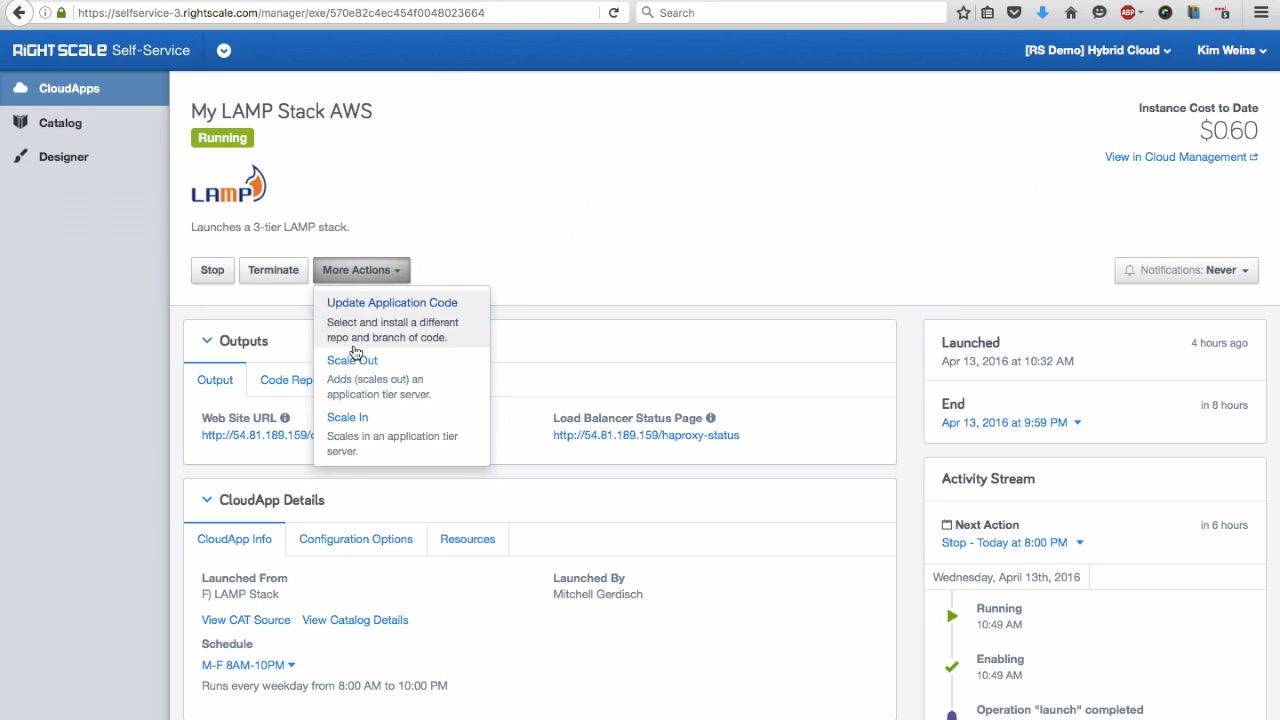 https://selfservice-3.rightscale.com/manager/exe/570e82c4ec454f0048023664
Search
ABP
RIGHTSCALE Self-Service
[RS Demo] Hybrid Cloud
Kim Weins
CloudApps
Catalog
Designer
My LAMP Stack AWS
Running
Instance Cost to Date
$0.60
View in Cloud Management
LAMP
Launches a 3-tier LAMP stack.
Stop
Terminate
More Actions
Notifications: Never
Update Application Code
Select and install a different
repo and branch of code.
Scale Out
Adds (scales out) an
application tier server.
Scale In
Scales in an application tier
server.
Outputs
Output
Code Rep
Web Site URL
http://54.81.189.159/
Load Balancer Status Page
http://54.81.189.159/haproxy-status
Launched
4 hours ago
Apr 13, 2016 at 10:32 AM
End
in 8 hours
Apr 13, 2016 at 9:59 PM
CloudApp Details
CloudApp Info
Configuration Options
Resources
Launched From
F) LAMP Stack
Launched By
Mitchell Gerdisch
View CAT Source
View Catalog Details
Schedule
M-F 8AM-10PM
Runs every weekday from 8:00 AM to 10:00 PM
Activity Stream
Next Action
in 6 hours
Stop - Today at 8:00 PM
Wednesday, April 13th, 2016
Running
10:49 AM
Enabling
10:49 AM
Operation "launch" completed